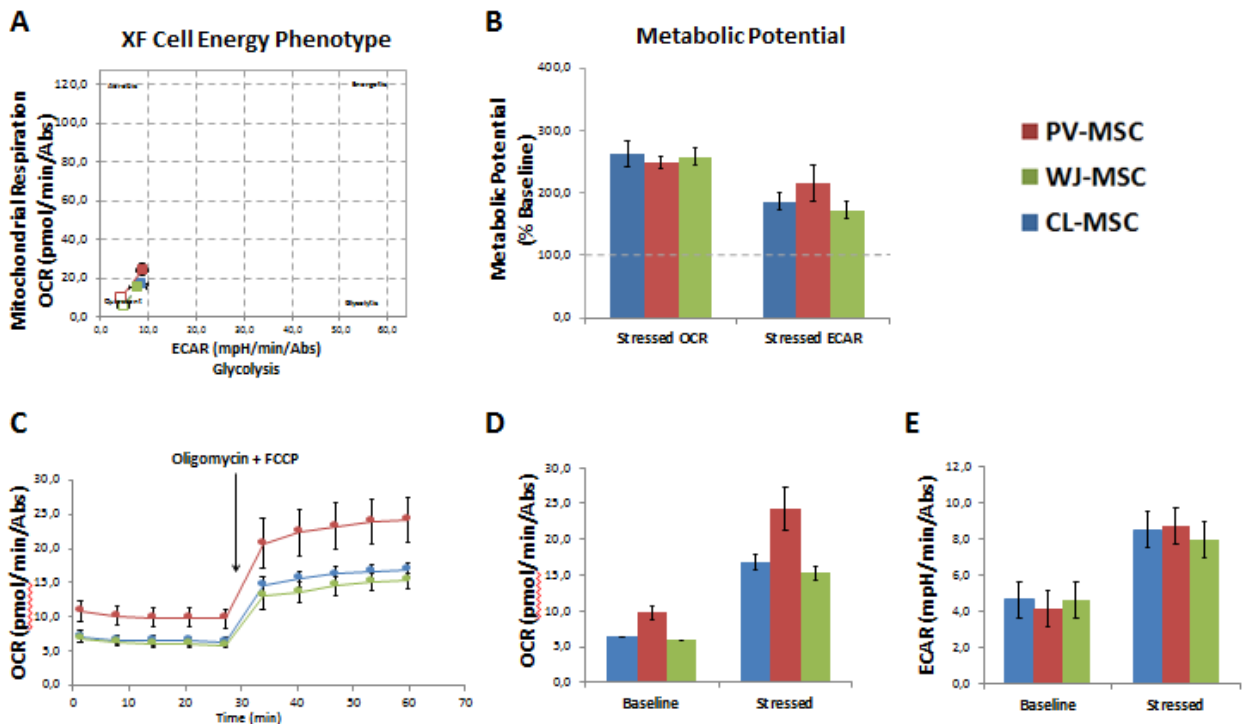 A
XF Cell Energy Phenotype
Mitochondrial Respiration
OCR (pmol/min/Abs)
120,0
100,0
80,0
60,0
40,0
20,0
0,0
Energetic
Glycolytic
0,0 10,0 20,0 30,0 40,0 50,0 60,0
ECAR (mpH/min/Abs)
Glycolysis
B
Metabolic Potential
Metabolic Potential
(% Baseline)
400,0
300,0
200,0
100,0
0,0
Stressed OCR Stressed ECAR
PV-MSC
WJ-MSC
CL-MSC
C
Oligomycin + FCCP
OCR (pmol/min/Abs)
30,0
25,0
20,0
15,0
10,0
5,0
0,0
0 10 20 30 40 50 60 70
Time (min)
D
OCR (pmol/min/Abs)
30,0
25,0
20,0
15,0
10,0
5,0
0,0
Baseline Stressed
E
ECAR (mpH/min/Abs)
12,0
10,0
8,0
6,0
4,0
2,0
0,0
Baseline Stressed